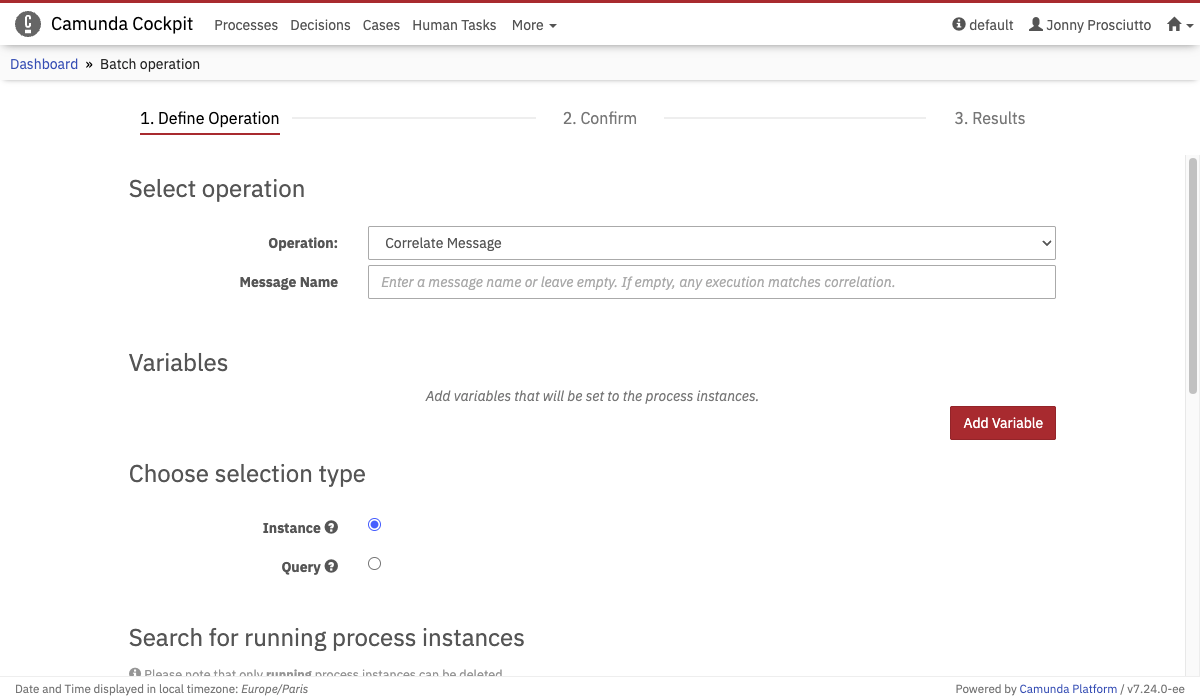 Camunda Cockpit Processes Decisions Cases Human Tasks More default Jonny Prosciutto
Dashboard » Batch operation
1. Define Operation 2. Confirm 3. Results
Select operation
Operation: Correlate Message
Message Name Enter a message name or leave empty. If empty, any execution matches correlation.
Variables
Add variables that will be set to the process instances.
Add Variable
Choose selection type
Instance
Query
Search for running process instances
Please note that only running process instances can be deleted
Date and Time displayed in local timezone: Europe/Paris Powered by Camunda Platform / v7.24.0-ee